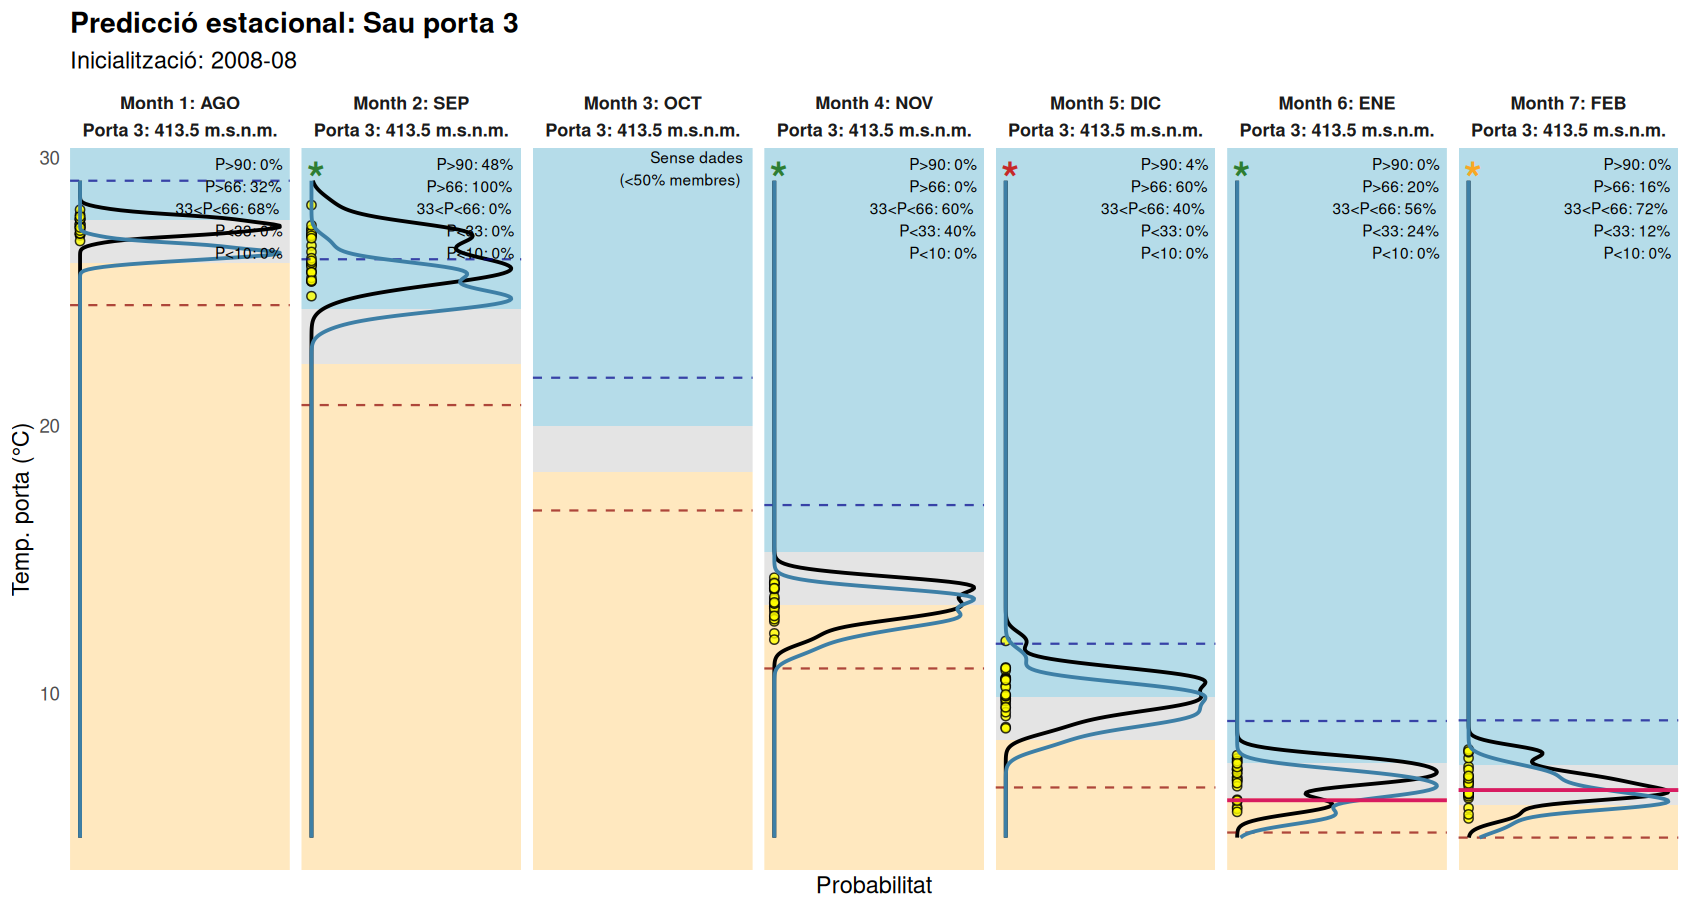 Predicció estacional: Sau porta 3
Inicialització: 2008-08
Month 1: AGO
Porta 3: 413.5 m.s.n.m.
Month 2: SEP
Porta 3: 413.5 m.s.n.m.
Month 3: OCT
Porta 3: 413.5 m.s.n.m.
Month 4: NOV
Porta 3: 413.5 m.s.n.m.
Month 5: DIC
Porta 3: 413.5 m.s.n.m.
Month 6: ENE
Porta 3: 413.5 m.s.n.m.
Month 7: FEB
Porta 3: 413.5 m.s.n.m.
P>90: 0%
P>66: 32%
33<P<66: 68%
P<33: 0%
P<10: 0%
*
P>90: 48%
P>66: 100%
33<P<66: 0%
P<33: 0%
P<10: 0%
Sense dades
(<50% membres)
*
P>90: 0%
P>66: 0%
33<P<66: 60%
P<33: 40%
P<10: 0%
*
P>90: 4%
P>66: 60%
33<P<66: 40%
P<33: 0%
P<10: 0%
*
P>90: 0%
P>66: 20%
33<P<66: 56%
P<33: 24%
P<10: 0%
*
P>90: 0%
P>66: 16%
33<P<66: 72%
P<33: 12%
P<10: 0%
30
20
10
Temp. porta (°C)
Probabilitat